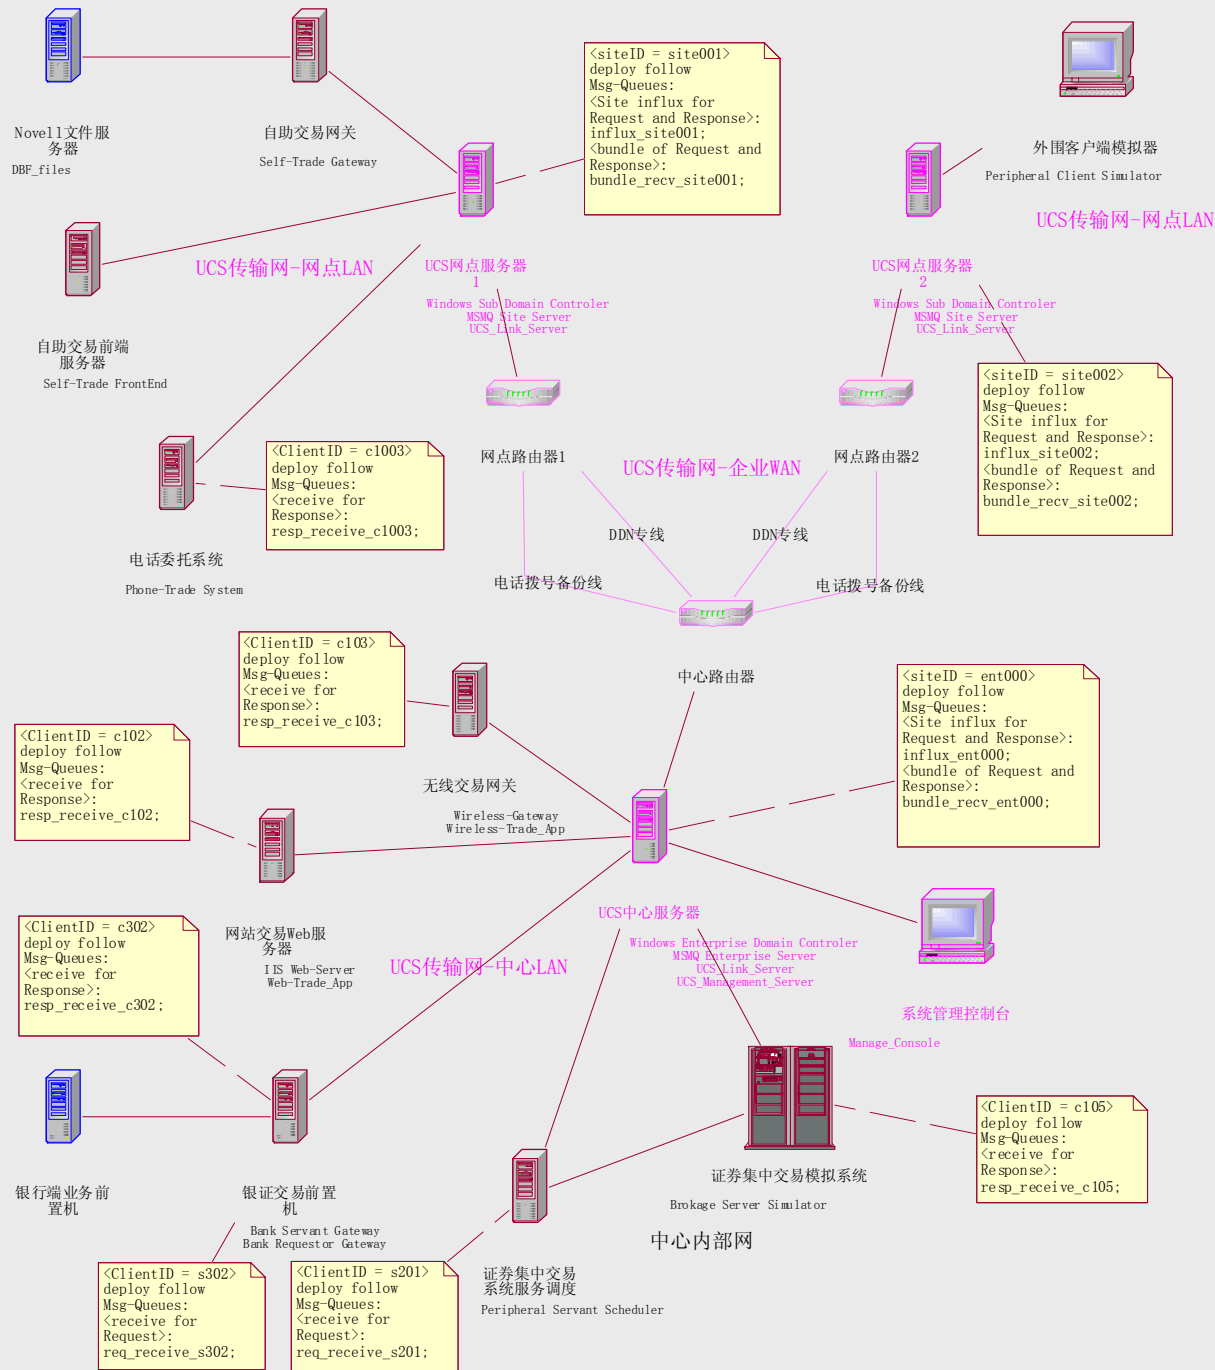 Novell文件服
务器
DBF_files
自助交易网关
Self-Trade Gateway
<siteID = site001>
deploy follow
Msg-Queues:
<Site influx for
Request and Response>:
influx_site001;
<bundle of Request and
Response>:
bundle_recv_site001;
外围客户端模拟器
Peripheral Client Simulator
UCS传输网-网点LAN
自助交易前端
服务器
Self-Trade FrontEnd
UCS传输网-网点LAN
UCS网点服务器
1
Windows Sub Domain Controler
MSMQ Site Server
UCS_Link_Server
UCS网点服务器
2
Windows Sub Domain Controler
MSMQ Site Server
UCS_Link_Server
<siteID = site002>
deploy follow
Msg-Queues:
<Site influx for
Request and Response>:
influx_site002;
<bundle of Request and
Response>:
bundle_recv_site002;
电话委托系统
Phone-Trade System
<ClientID = c1003>
deploy follow
Msg-Queues:
<receive for
Response>:
resp_receive_c1003;
网点路由器1
UCS传输网-企业WAN
网点路由器2
DDN专线
DDN专线
电话拨号备份线
电话拨号备份线
中心路由器
<ClientID = c103>
deploy follow
Msg-Queues:
<receive for
Response>:
resp_receive_c103;
无线交易网关
Wireless-Gateway
Wireless-Trade_App
<siteID = ent000>
deploy follow
Msg-Queues:
<Site influx for
Request and Response>:
influx_ent000;
<bundle of Request and
Response>:
bundle_recv_ent000;
<ClientID = c102>
deploy follow
Msg-Queues:
<receive for
Response>:
resp_receive_c102;
网站交易Web服
务器
IIS Web-Server
Web-Trade_App
UCS传输网-中心LAN
UCS中心服务器
Windows Enterprise Domain Controler
MSMQ Enterprise Server
UCS_Link_Server
UCS_Management_Server
系统管理控制台
Manage_Console
<ClientID = c302>
deploy follow
Msg-Queues:
<receive for
Response>:
resp_receive_c302;
银行端业务前
置机
银证交易前置
机
Bank Servant Gateway
Bank Requestor Gateway
证券集中交易模拟系统
Brokage Server Simulator
中心内部网
<ClientID = c105>
deploy follow
Msg-Queues:
<receive for
Response>:
resp_receive_c105;
<ClientID = s302>
deploy follow
Msg-Queues:
<receive for
Request>:
req_receive_s302;
<ClientID = s201>
deploy follow
Msg-Queues:
<receive for
Request>:
req_receive_s201;
证券集中交易
系统服务调度
Peripheral Servant Scheduler